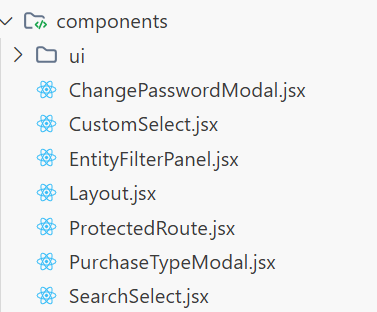 components
ui
ChangePasswordModal.jsx
CustomSelect.jsx
EntityFilterPanel.jsx
Layout.jsx
ProtectedRoute.jsx
PurchaseTypeModal.jsx
SearchSelect.jsx